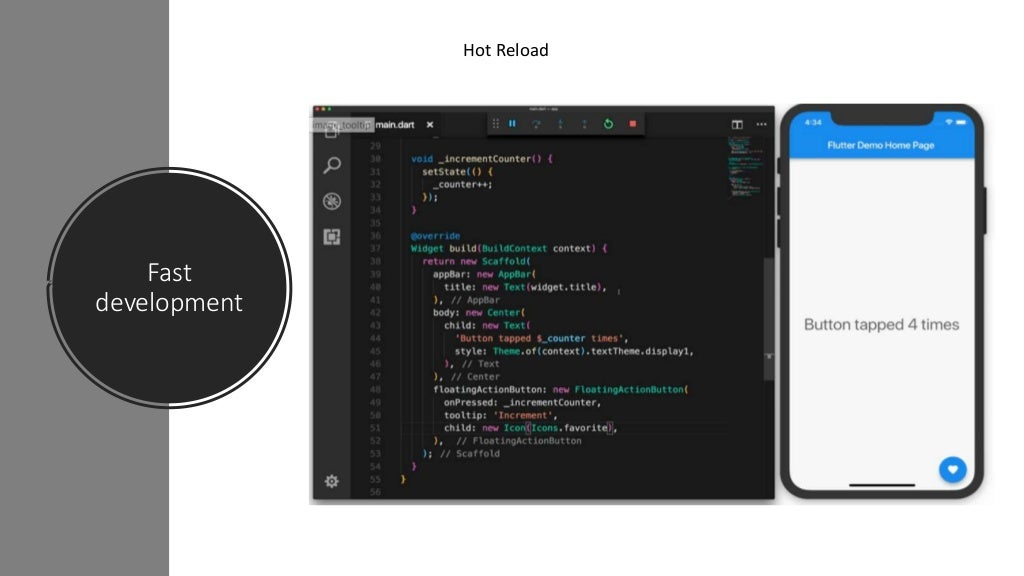 Hot Reload
Fast
development
image_tooltip
main.dart
29
30 void _incrementCounter() {
31 setState(() {
32 _counter++;
33 });
34 }
35
36 @override
37 Widget build(BuildContext context) {
38 return new Scaffold(
39 appBar: new AppBar(
40 title: new Text(widget.title),
41 ), // AppBar
42 body: new Center(
43 child: new Text(
44 'Button tapped $_counter times',
45 style: Theme.of(context).textTheme.display1,
46 ), // Text
47 ), // Center
48 floatingActionButton: new FloatingActionButton(
49 onPressed: _incrementCounter,
50 tooltip: 'Increment',
51 child: new Icon(Icons.favorite),
52 ), // FloatingActionButton
53 ); // Scaffold
54 }
55 }
56
4:34
Flutter Demo Home Page
Button tapped 4 times